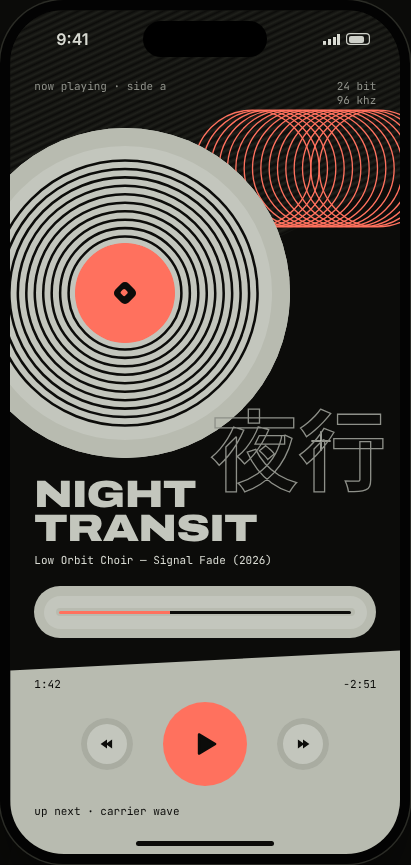 9:41
now playing · side a
24 bit
96 khz
夜行
NIGHT
TRANSIT
Low Orbit Choir — Signal Fade (2026)
1:42
-2:51
up next · carrier wave